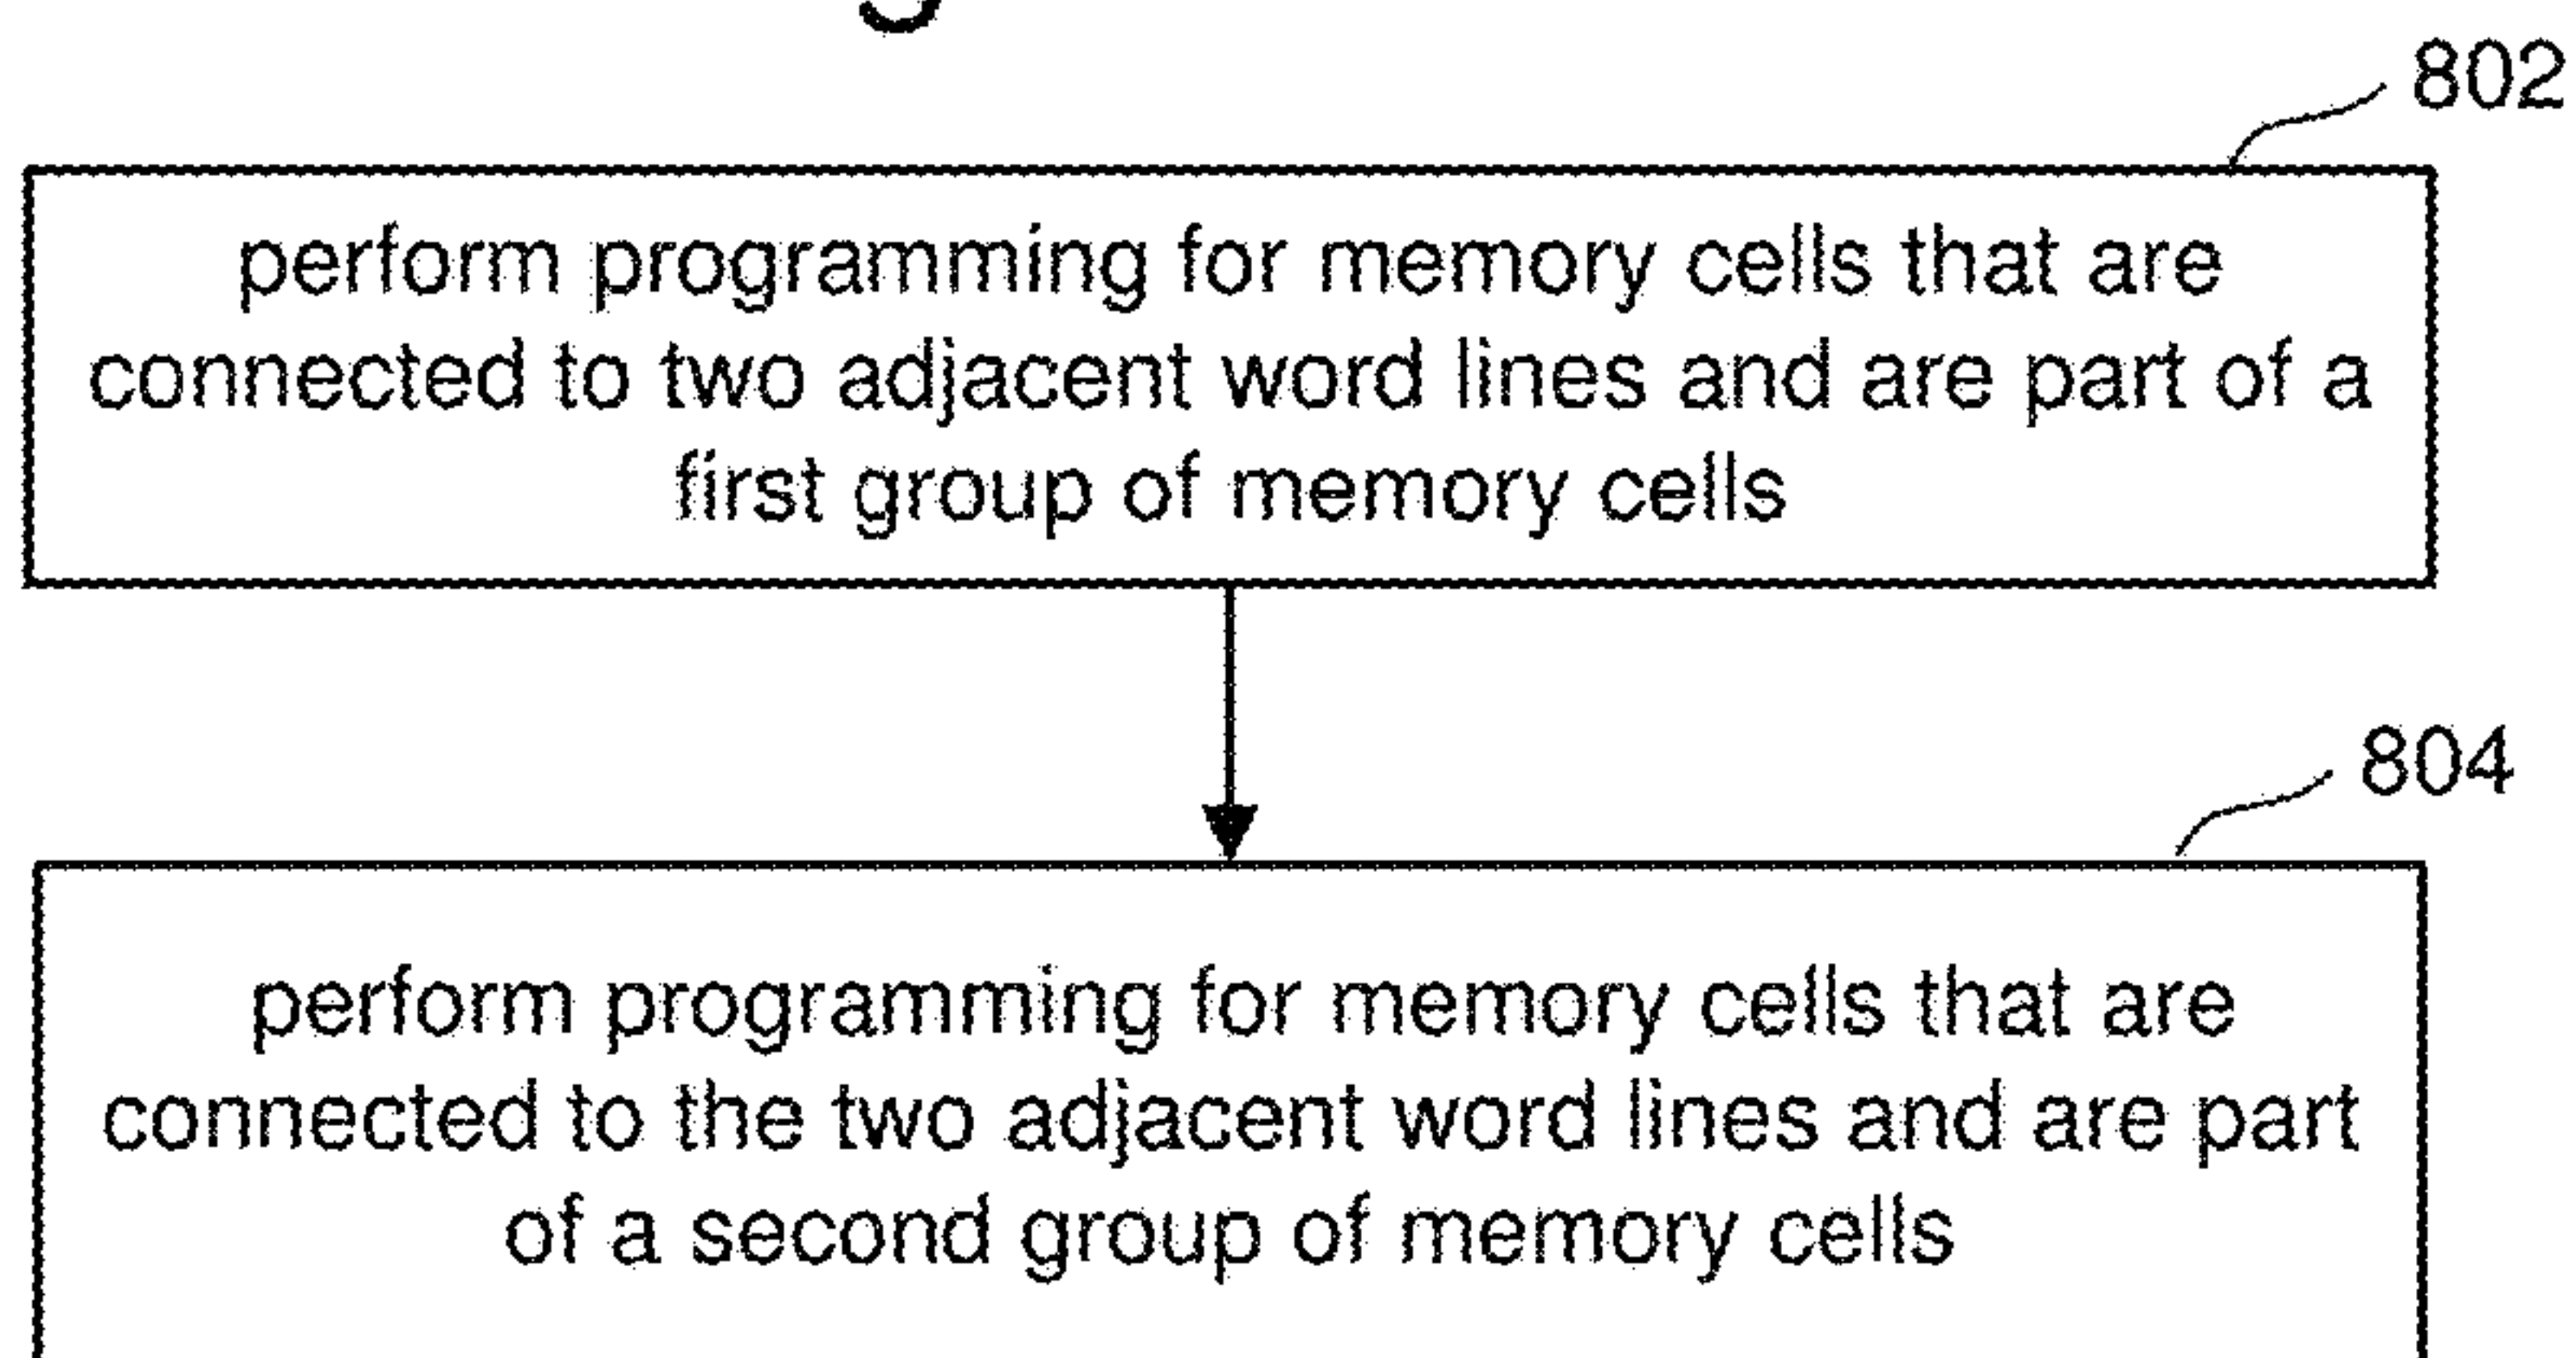 802
perform programming for memory cells that are
connected to two adjacent word lines and are part of a
first group of memory cells
804
perform programming for memory cells that are
connected to the two adjacent word lines and are part
of a second group of memory cells